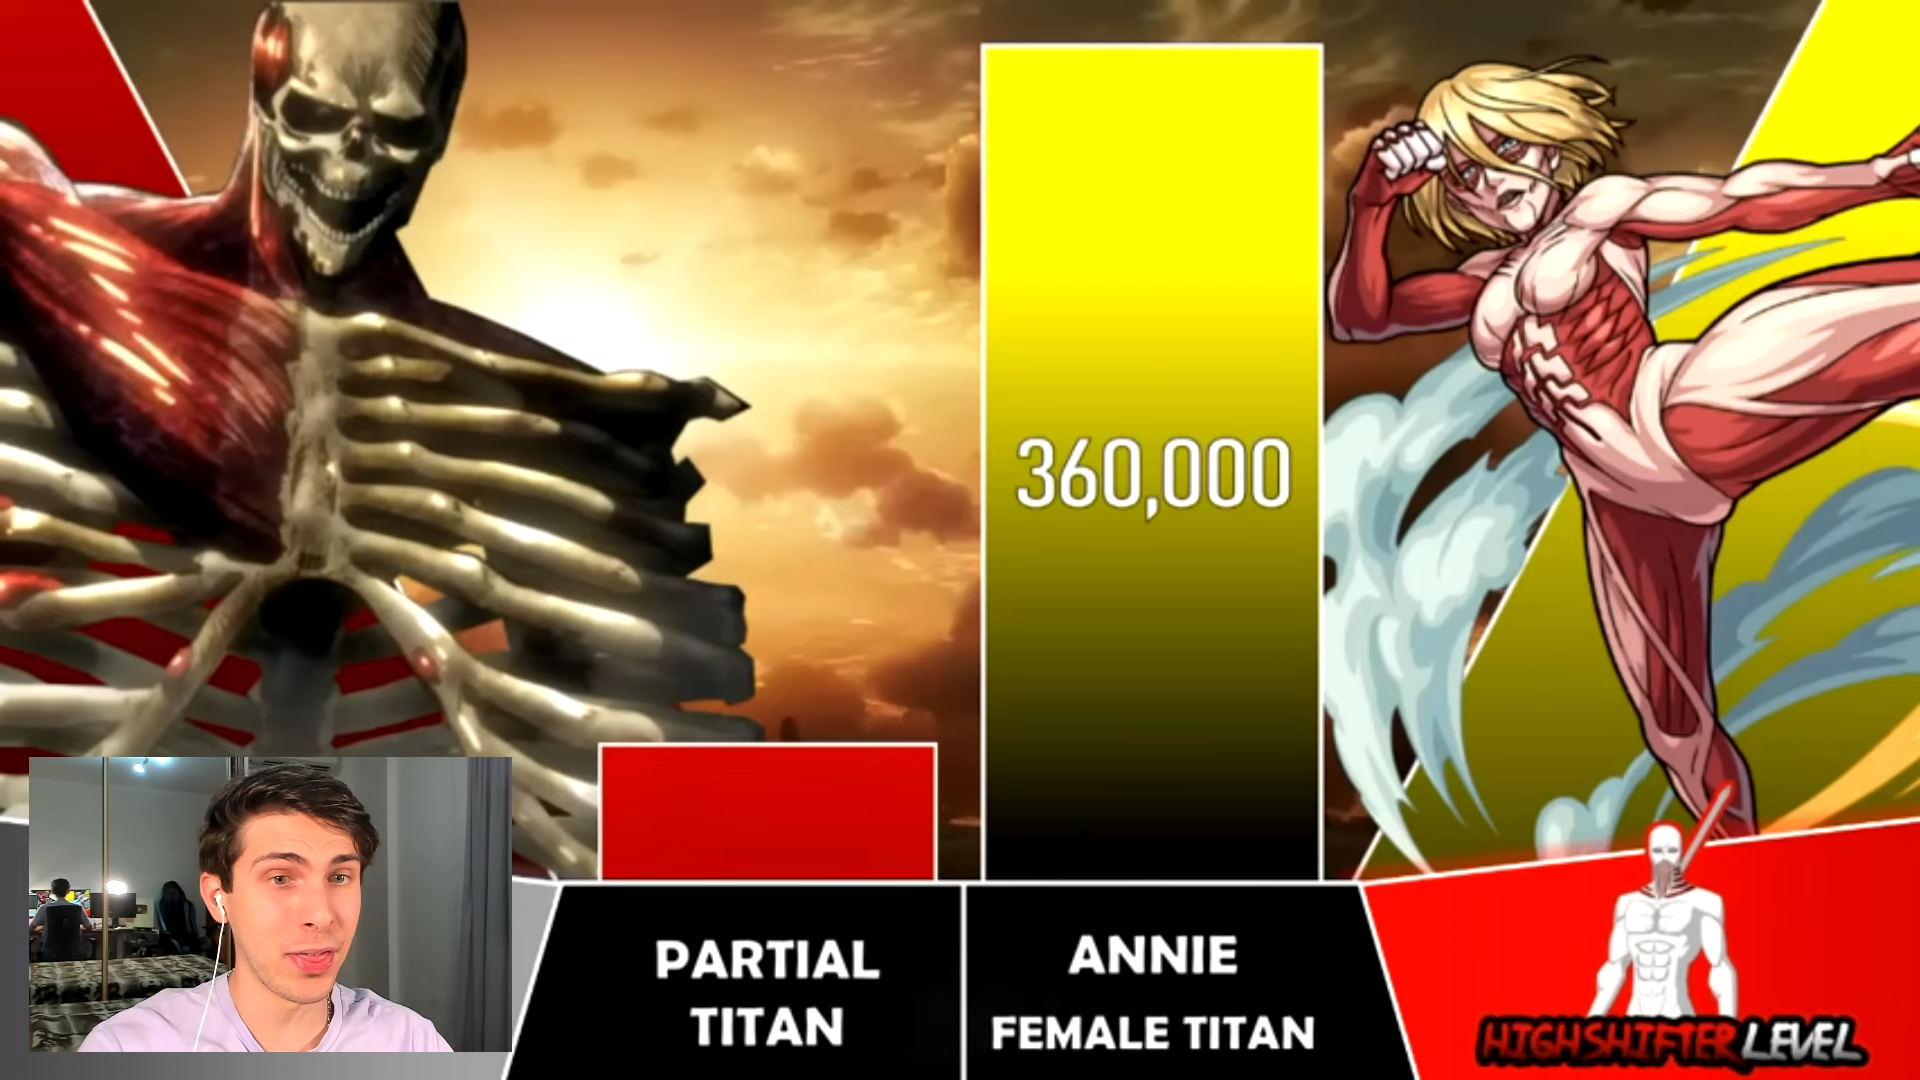 360,000
PARTIAL
TITAN
ANNIE
FEMALE TITAN
HIGHSHIFTER LEVEL